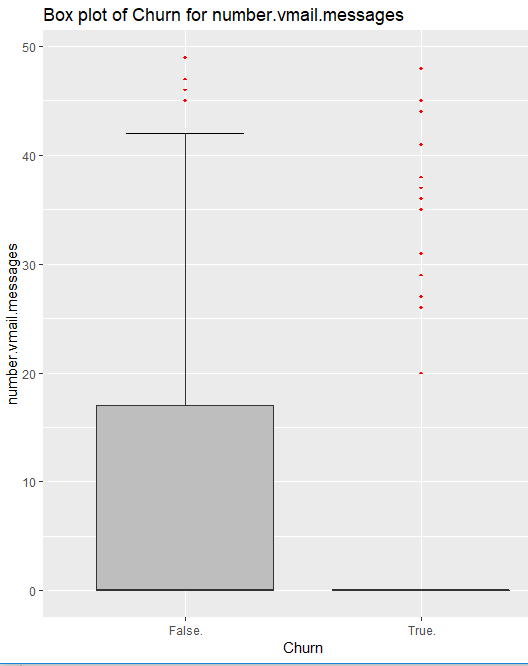 Box plot of Churn for number.vmail.messages
number.vmail.messages
50
40
30
20
10
0
False.
True.
Churn